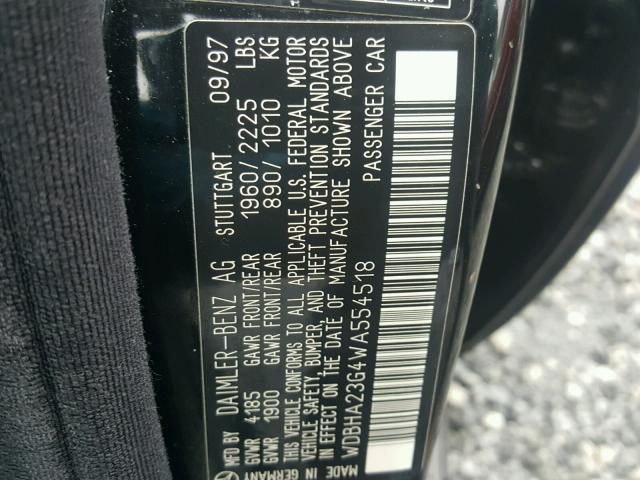 MFG BY DAIMLER-BENZ AG STUTTGART 09/97
GVWR 4185 GAWR FRONT/REAR 1960/2225 LBS
GVWR 1900 GAWR FRONT/REAR 890/1010 KG
THIS VEHICLE CONFORMS TO ALL APPLICABLE U.S. FEDERAL MOTOR
VEHICLE SAFETY, BUMPER, AND THEFT PREVENTION STANDARDS
IN EFFECT ON THE DATE OF MANUFACTURE SHOWN ABOVE
WDBHA23G4WA554518 PASSENGER CAR
MADE IN GERMANY